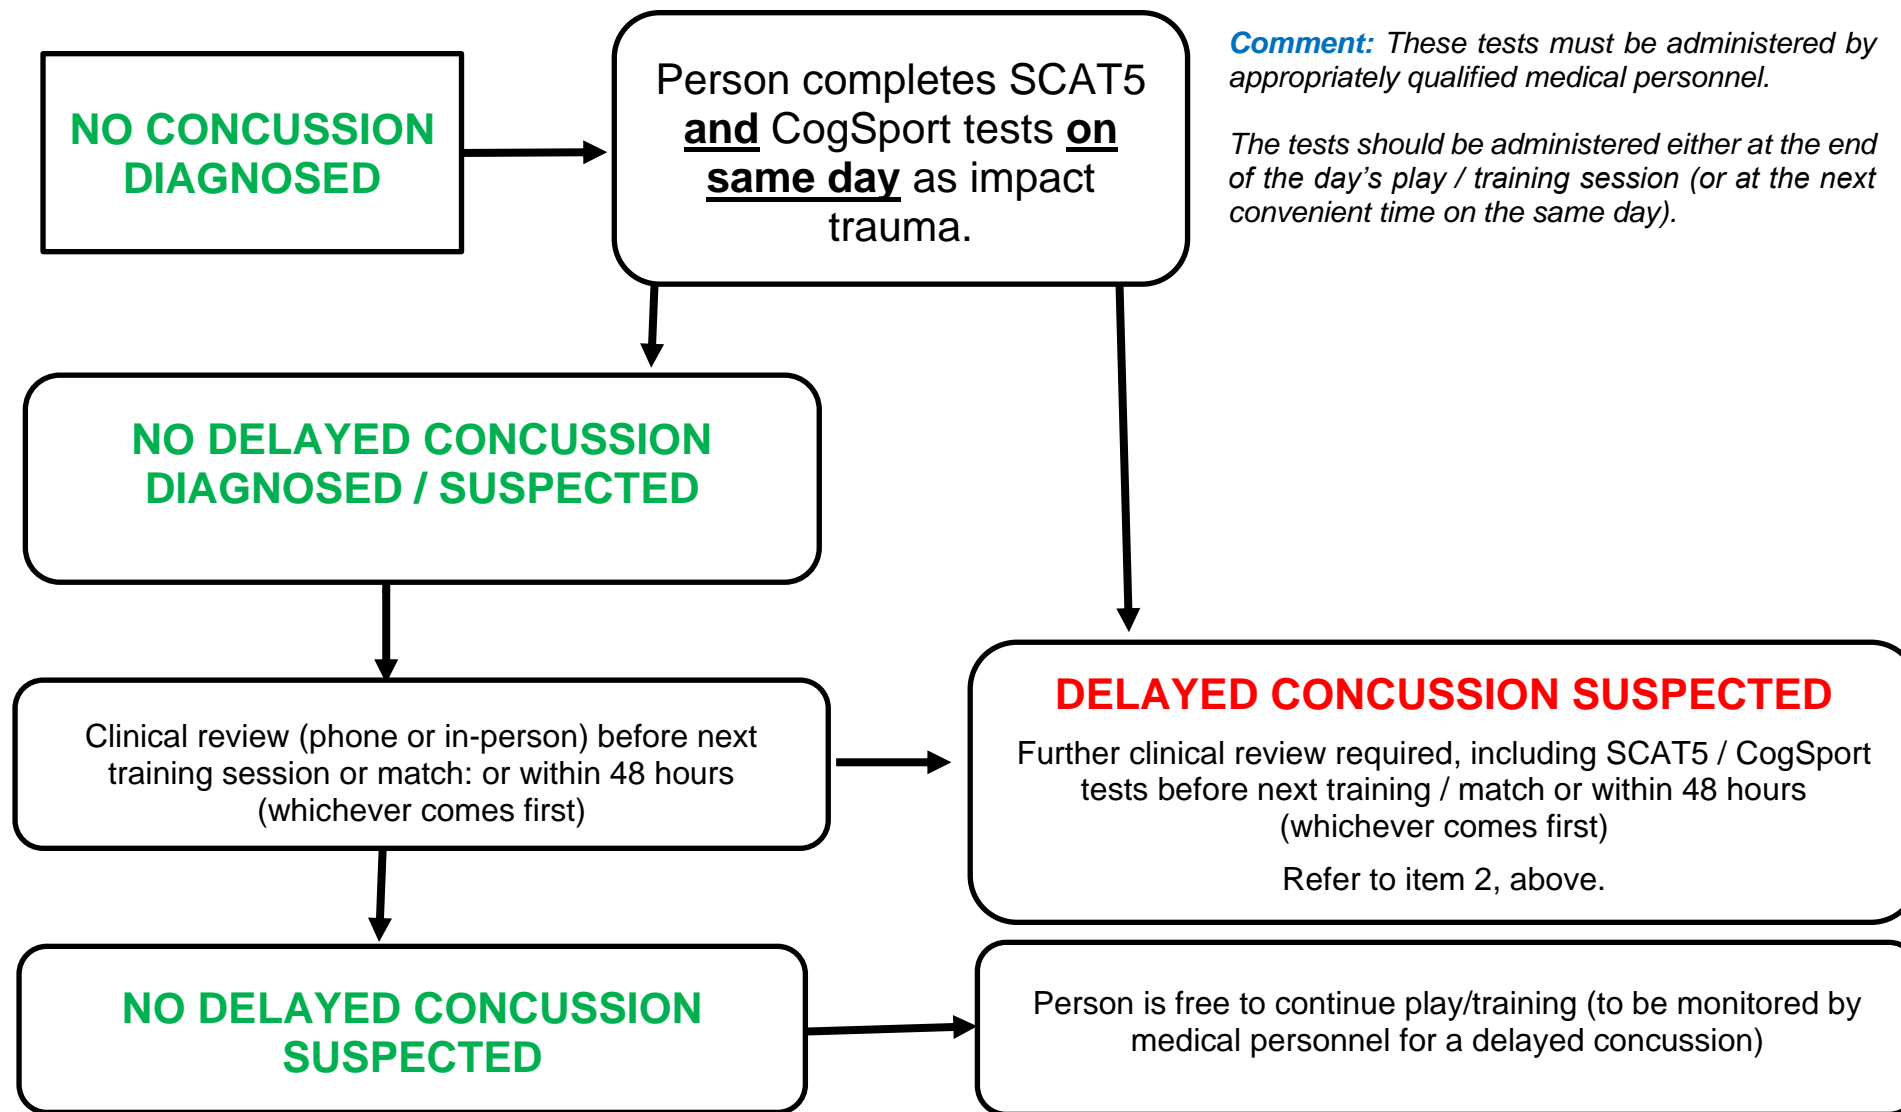 NO CONCUSSION
DIAGNOSED
Person completes SCAT5
and CogSport tests on
same day as impact
trauma.
Comment: These tests must be administered by
appropriately qualified medical personnel.
The tests should be administered either at the end
of the day’s play / training session (or at the next
convenient time on the same day).
NO DELAYED CONCUSSION
DIAGNOSED / SUSPECTED
Clinical review (phone or in-person) before next
training session or match: or within 48 hours
(whichever comes first)
DELAYED CONCUSSION SUSPECTED
Further clinical review required, including SCAT5 / CogSport
tests before next training / match or within 48 hours
(whichever comes first)
Refer to item 2, above.
NO DELAYED CONCUSSION
SUSPECTED
Person is free to continue play/training (to be monitored by
medical personnel for a delayed concussion)